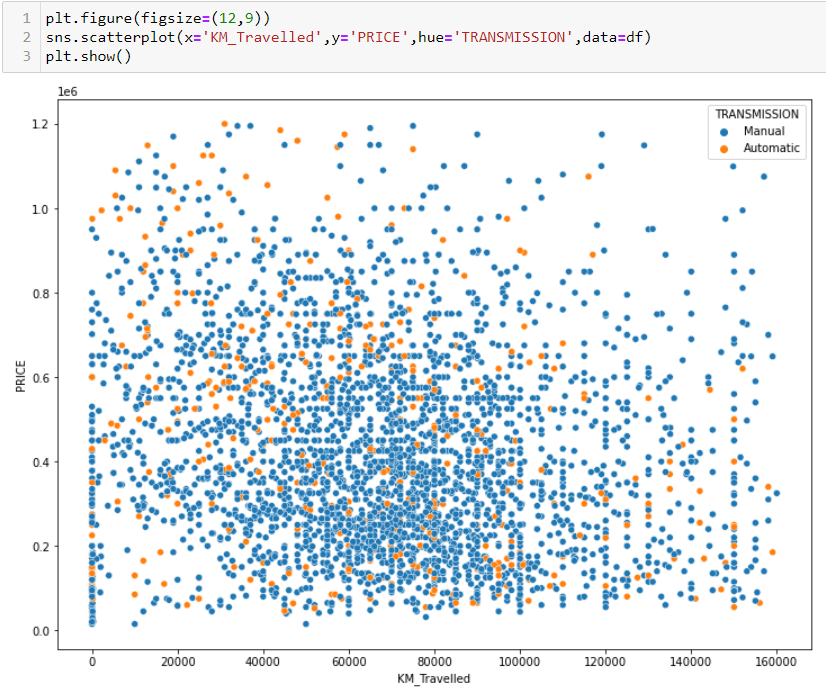 1 plt.figure(figsize=(12,9))
2 sns.scatterplot(x='KM_Travelled',y='PRICE',hue='TRANSMISSION',data=df)
3 plt.show()
1e6
TRANSMISSION
Manual
Automatic
1.2
1.0
0.8
0.6
0.4
0.2
0.0
PRICE
0 20000 40000 60000 80000 100000 120000 140000 160000
KM_Travelled